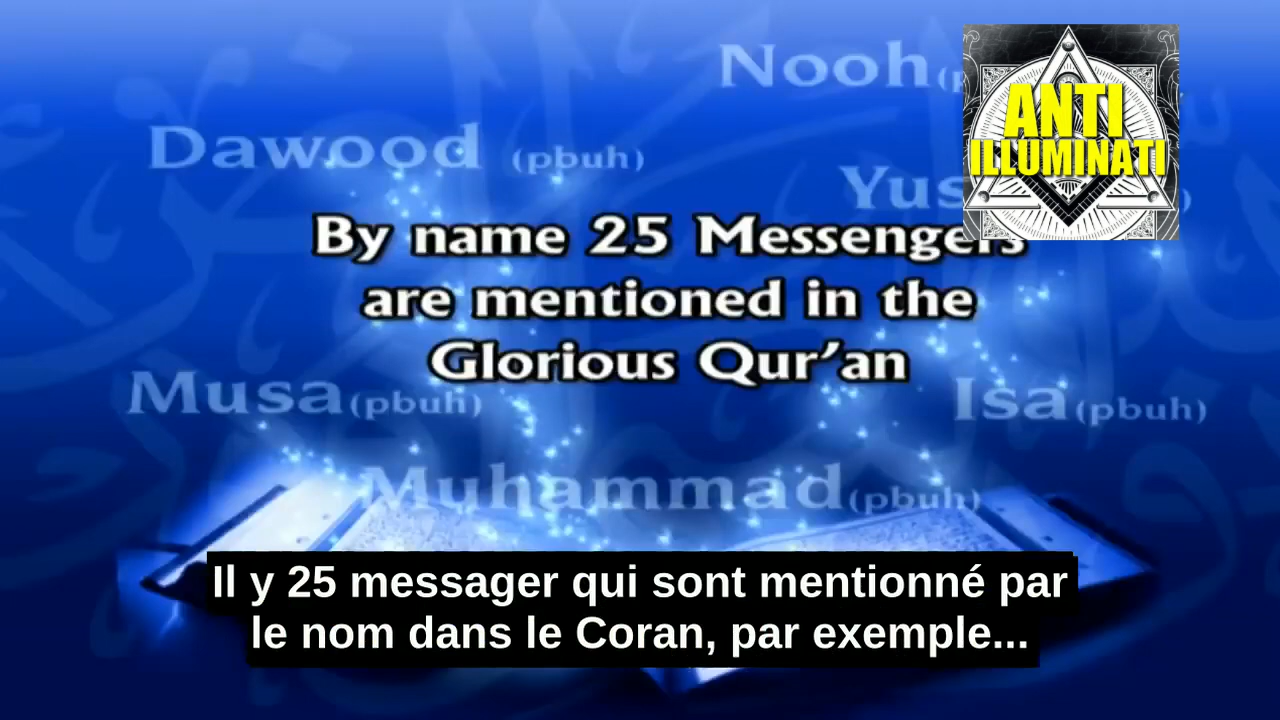 Nooh
Dawood (pbuh)
ANTI
ILLUMINATI
Yus
By name 25 Messengers
are mentioned in the
Glorious Qur’an
Musa (pbuh)
Isa (pbuh)
Muhammad (pbuh)
Il y 25 messager qui sont mentionné par
le nom dans le Coran, par exemple...